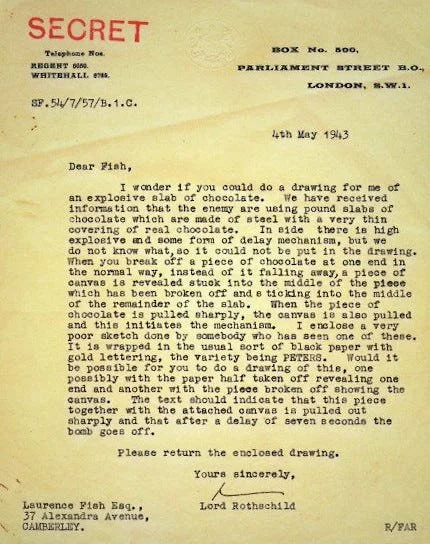 SECRET
Telephone Nos.
REGENT 6050.
WHITEHALL 6789.
BOX No. 500,
PARLIAMENT STREET B.O.,
LONDON, S.W.1.
SF.54/7/57/B.1.C.
4th May 1943
Dear Fish,
I wonder if you could do a drawing for me of
an explosive slab of chocolate. We have received
information that the enemy are using pound slabs of
chocolate which are made of steel with a very thin
covering of real chocolate. In side there is high
explosive and some form of delay mechanism, but we
do not know what,so it could not be put in the drawing.
When you break off a piece of chocolate at one end in
the normal way, instead of it falling away,a piece of
canvas is revealed stuck into the middle of the piece
which has been broken off and s ticking into the middle
of the remainder of the slab. When the piece of
chocolate is pulled sharply, the canvas is also pulled
and this initiates the mechanism. I enclose a very
poor sketch done by somebody who has seen one of these.
It is wrapped in the usual sort of black paper with
gold lettering, the variety being PETERS. Would it
be possible for you to do a drawing of this, one
possibly with the paper half taken off revealing one
end and another with the piece broken off showing the
canvas. The text should indicate that this piece
together with the attached canvas is pulled out
sharply and that after a delay of seven seconds the
bomb goes off.
Please return the enclosed drawing.
Yours sincerely,
Lord Rothschild
Laurence Fish Esq.,
37 Alexandra Avenue,
CAMBERLEY.
R/FAR